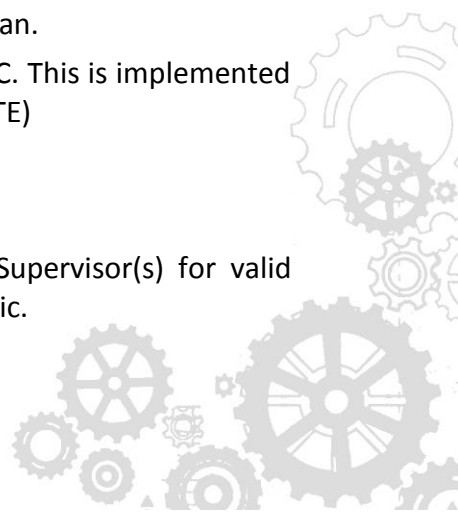 an.
C. This is implemented
TE)
Supervisor(s) for valid
ic.